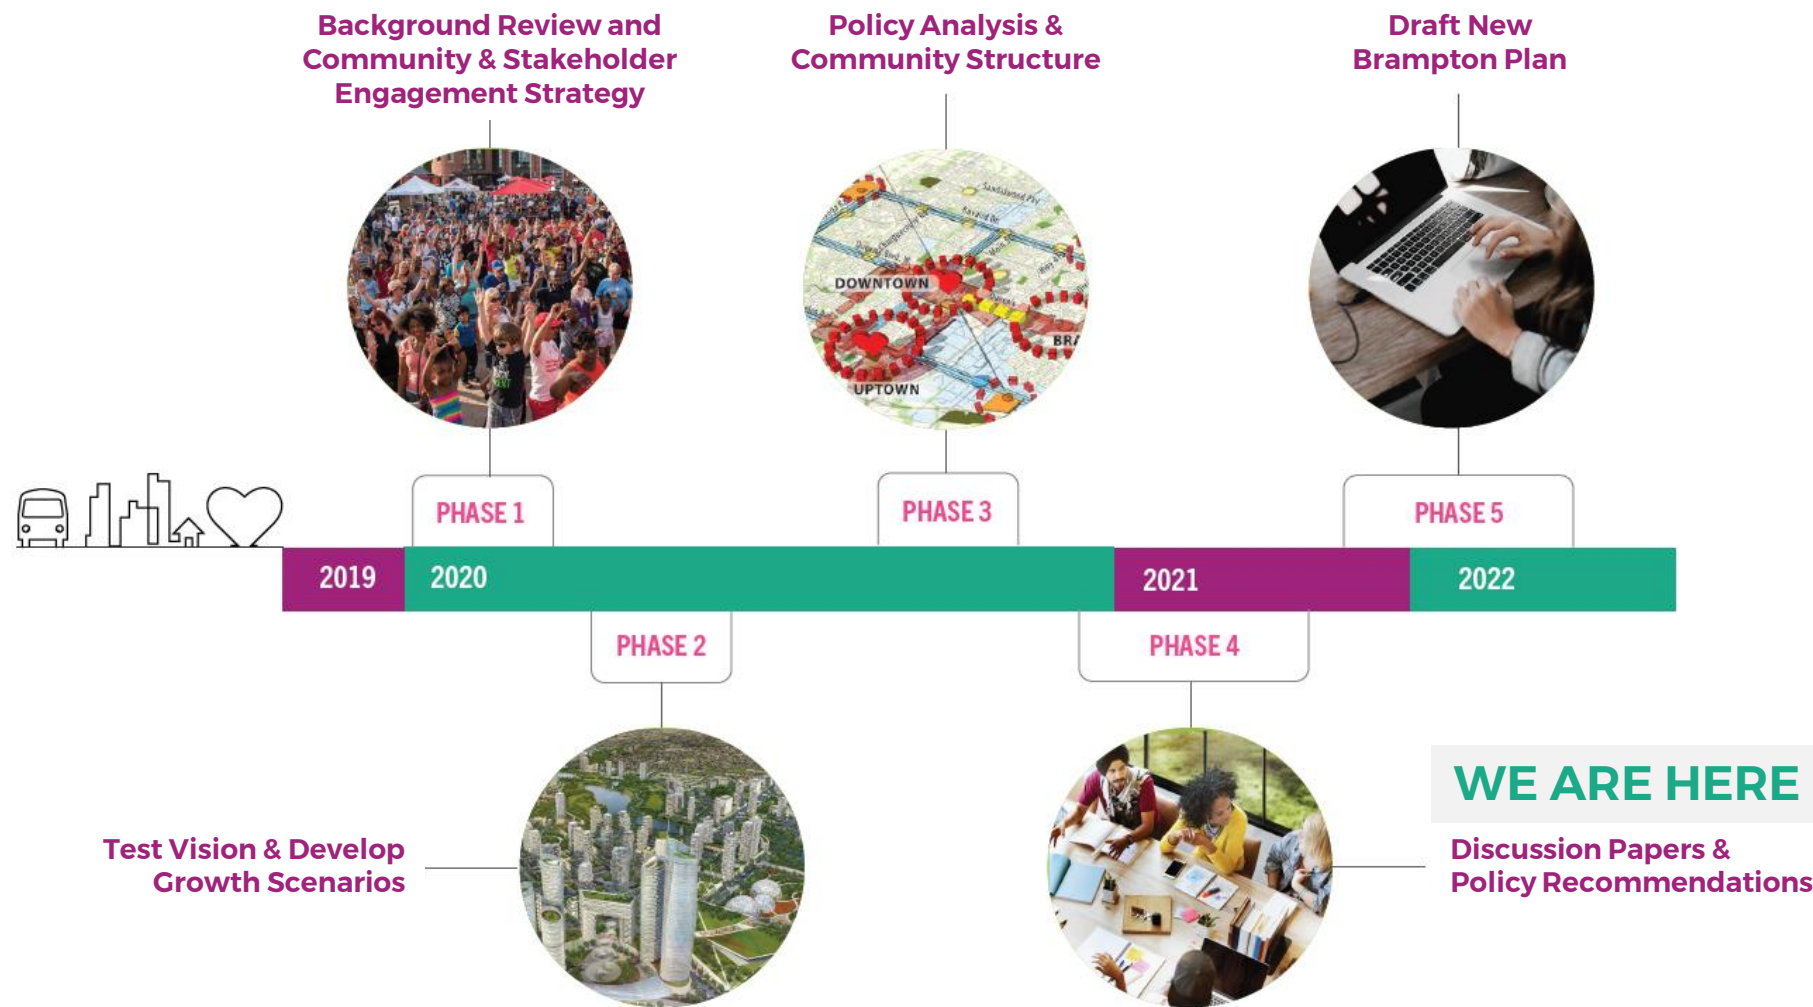 Background Review and
Community & Stakeholder
Engagement Strategy
Policy Analysis &
Community Structure
Draft New
Brampton Plan
Sandalwood Pky
DOWNTOWN
UPTOWN
PHASE 1
PHASE 3
PHASE 5
2019
2020
2021
2022
PHASE 2
PHASE 4
Test Vision & Develop
Growth Scenarios
WE ARE HERE
Discussion Papers &
Policy Recommendations